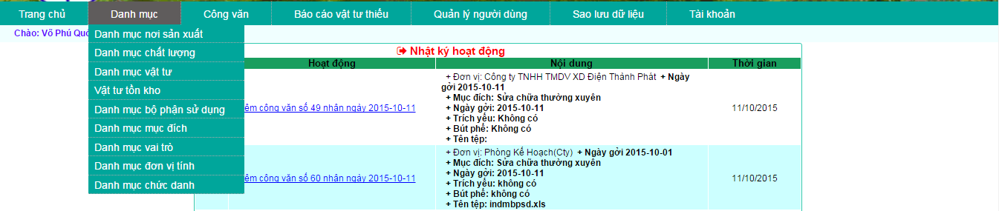 Trang chủ Danh mục Công văn Báo cáo vật tư thiếu Quản lý người dùng Sao lưu dữ liệu Tài khoản
Chào: Võ Phú
Danh mục nơi sản xuất
Danh mục chất lượng
Danh mục vật tư
Vật tư tồn kho
Danh mục bộ phận sử dụng
Danh mục mục đích
Danh mục vai trò
Danh mục đơn vị tính
Danh mục chức danh
Nhật ký hoạt động
Hoạt động Nội dung Thời gian
công văn số 49 nhân ngày 2015-10-11
+ Đơn vị: Công ty TNHH TMDV XD Điện Thành Phát + Ngày
gởi 2015-10-11
+ Mục đích: Sửa chữa thường xuyên
+ Ngày gởi: 2015-10-11
+ Trích yếu: Không có
+ Bút phê: Không có
+ Tên tệp:
11/10/2015
công văn số 60 nhân ngày 2015-10-11
+ Đơn vị: Phòng Kế Hoạch(Cty) + Ngày gởi 2015-10-01
+ Mục đích: Sửa chữa thường xuyên
+ Ngày gởi: 2015-10-11
+ Trích yếu: không có
+ Bút phê: không có
+ Tên tệp: indmbpsd.xls
11/10/2015